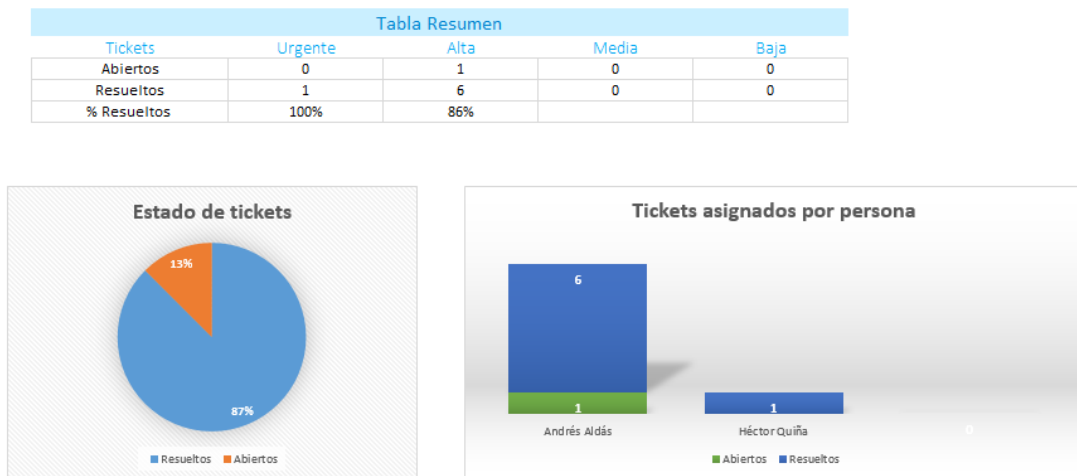 Tabla Resumen
Tickets Urgente Alta Media Baja
Abiertos 0 1 0 0
Resueltos 1 6 0 0
% Resueltos 100% 86%
Estado de tickets
13%
87%
Resueltos Abiertos
Tickets asignados por persona
6
1 1 0
Andrés Aldás Héctor Quiña
Abiertos Resueltos